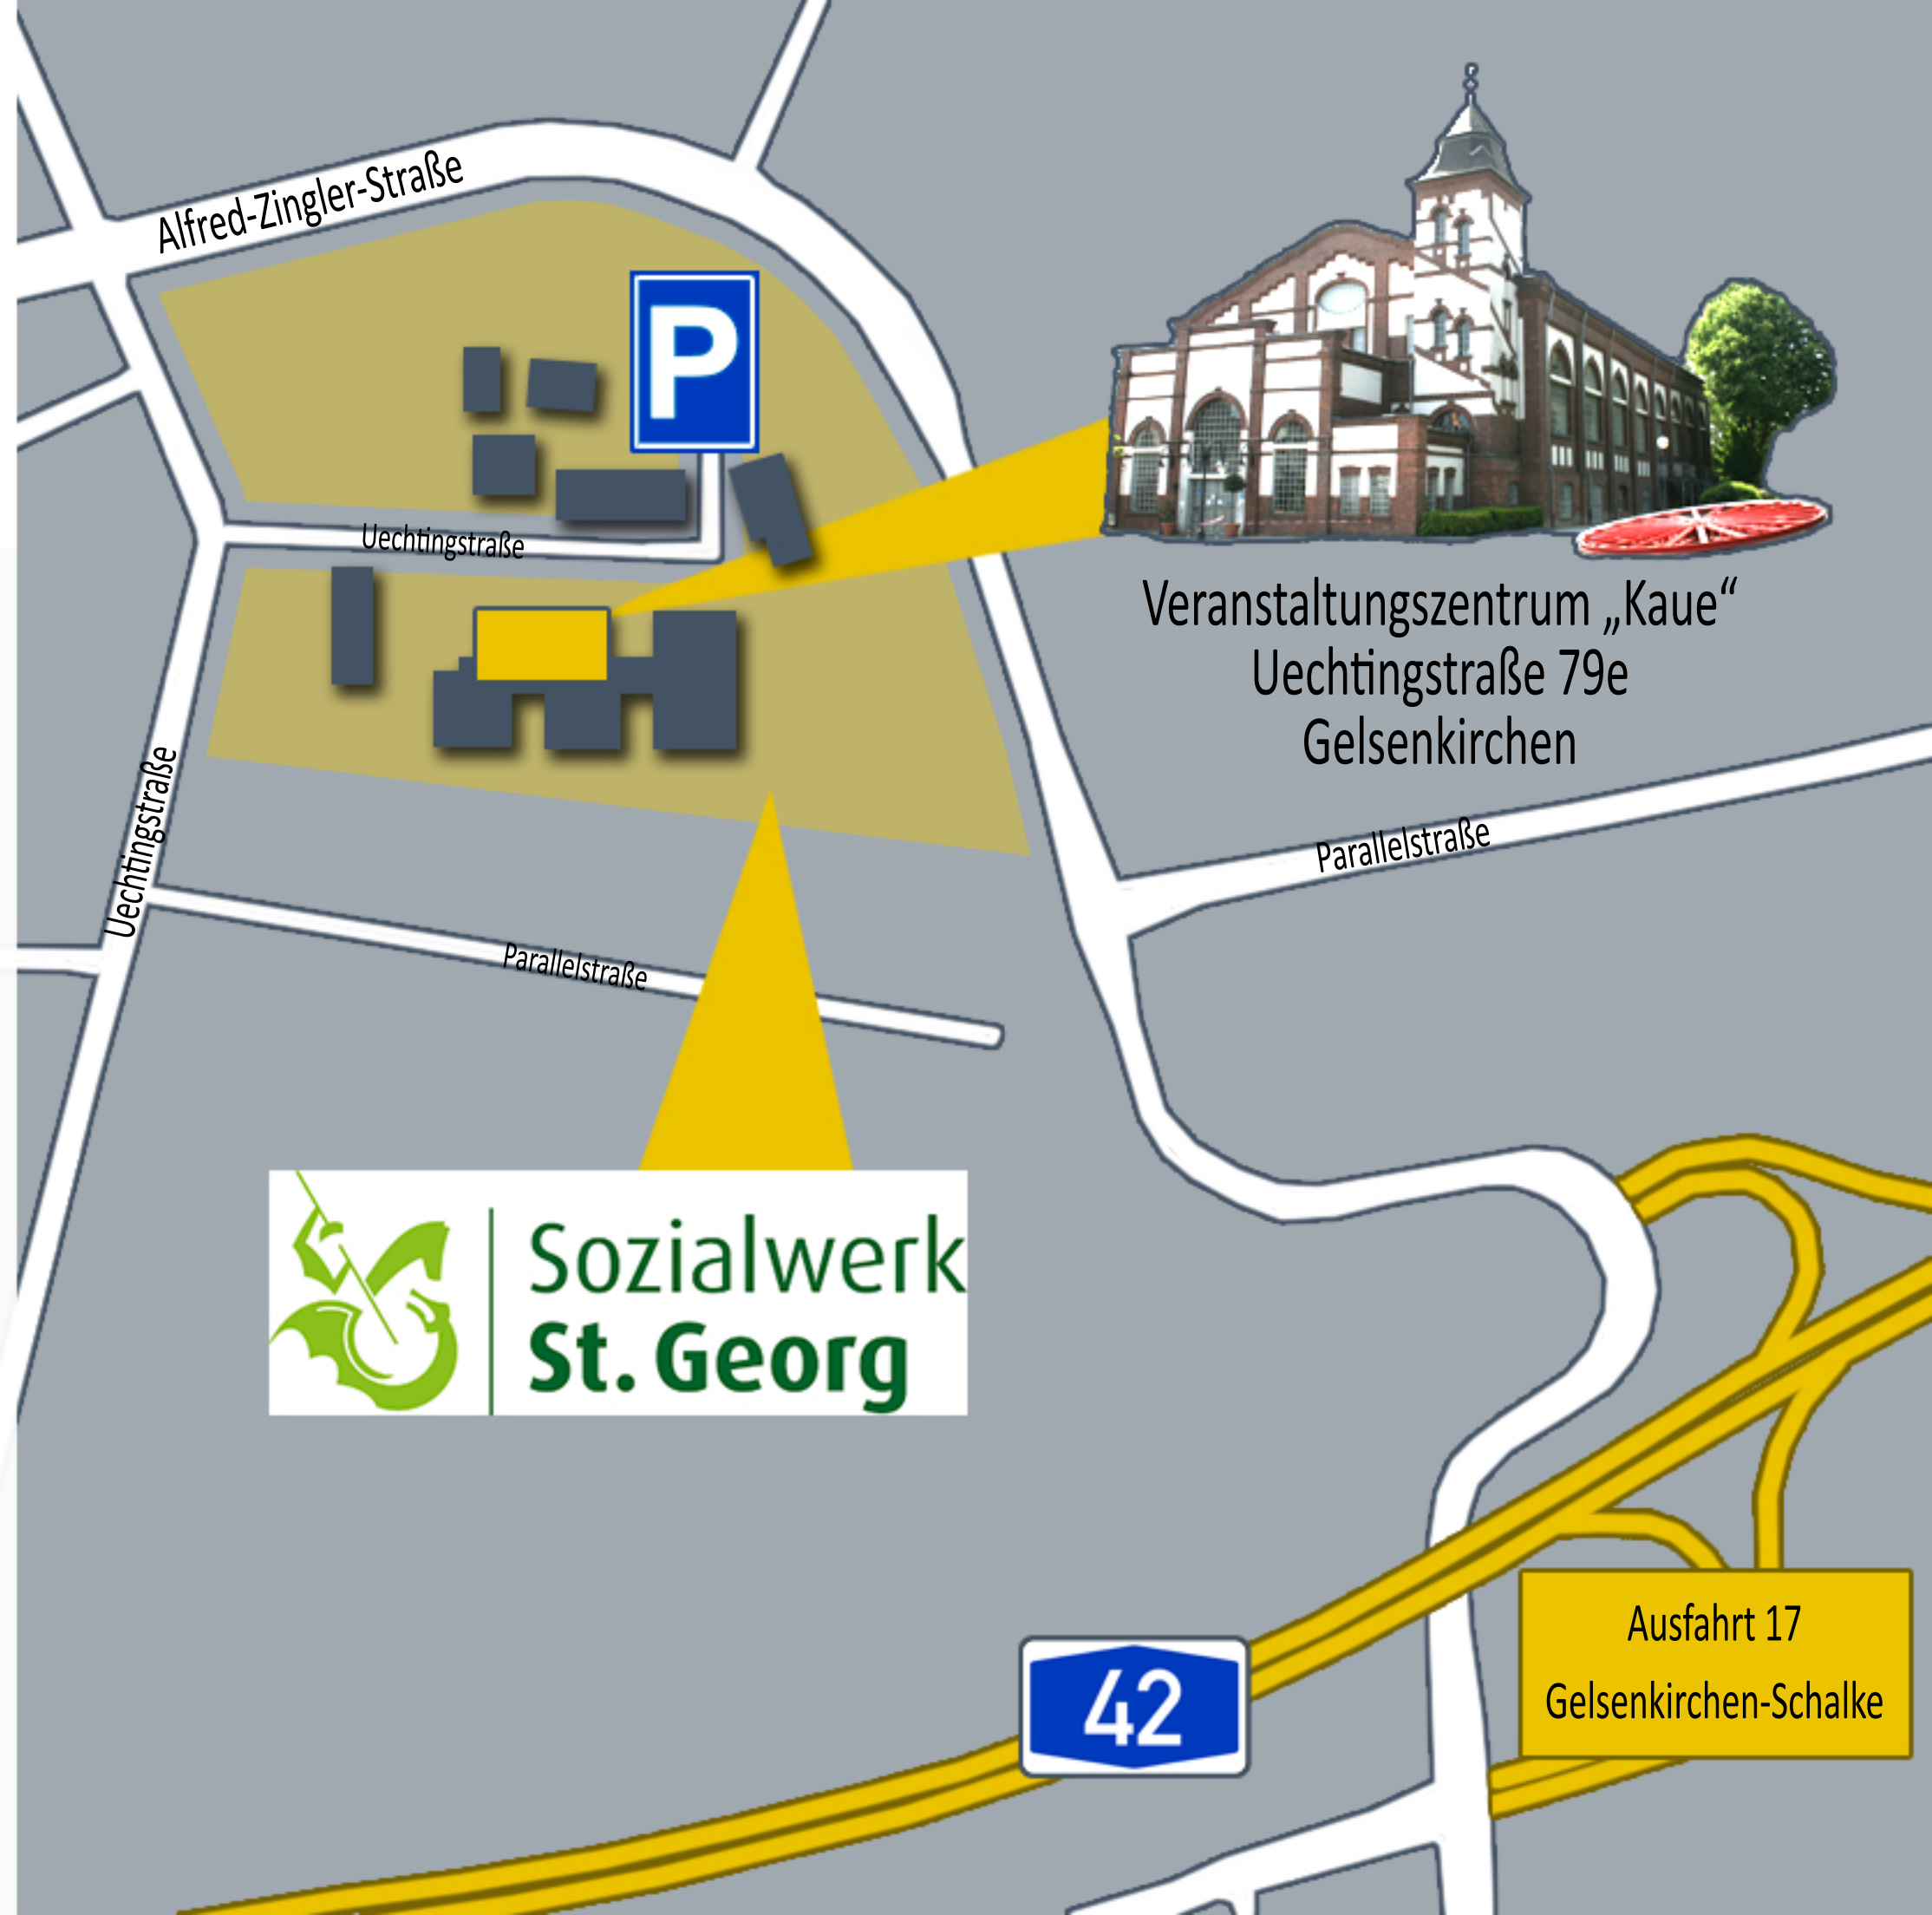 Alfred-Zingler-Straße
P
Uechtingstraße
Veranstaltungszentrum „Kaue“
Uechtingstraße 79e
Gelsenkirchen
Uechtingstraße
Parallelstraße
Parallelstraße
Sozialwerk
St. Georg
42
Ausfahrt 17
Gelsenkirchen-Schalke